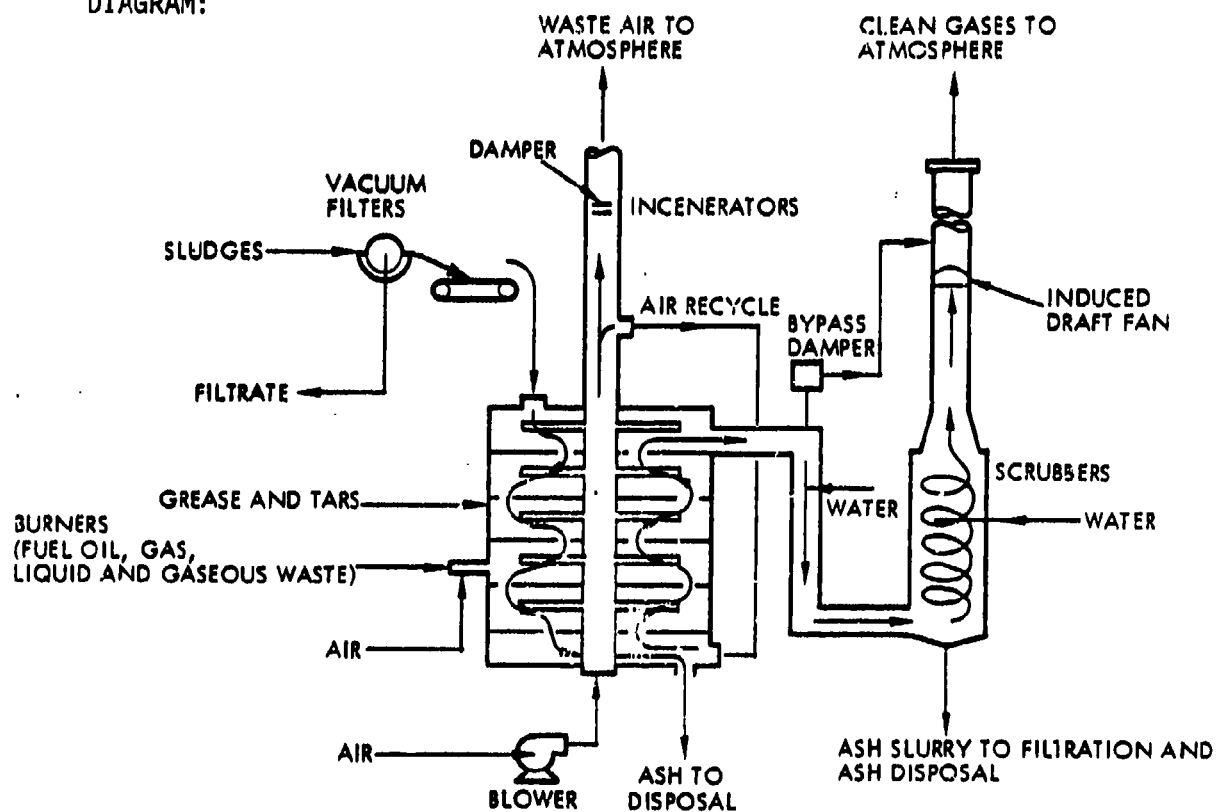 DIAGRAM:
WASTE AIR TO
ATMOSPHERE
CLEAN GASES TO
ATMOSPHERE
DAMPER
VACUUM
FILTERS
INCENERATORS
SLUDGES
AIR RECYCLE
BYPASS
DAMPER
INDUCED
DRAFT FAN
FILTRATE
SCRUBBERS
GREASE AND TARS
WATER
WATER
BURNERS
(FUEL OIL, GAS,
LIQUID AND GASEOUS WASTE)
AIR
AIR
BLOWER
ASH TO
DISPOSAL
ASH SLURRY TO FILTRATION AND
ASH DISPOSAL